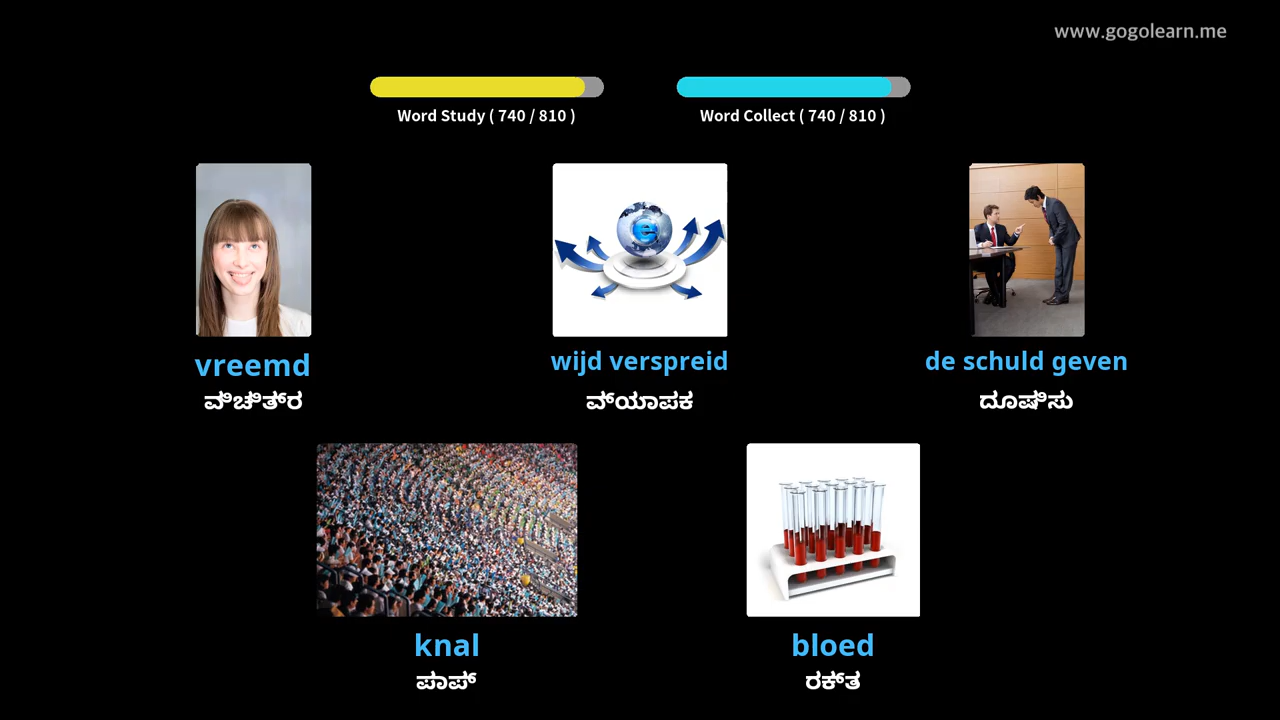 www.gogolearn.me
Word Study ( 740 / 810 )
Word Collect ( 740 / 810 )
vreemd
ವಿಚಿತ್ರ
wijd verspreid
ವ್ಯಾಪಕ
de schuld geven
ದೂಷಿಸು
knal
ಪಾಪ್
bloed
ರಕ್ತ